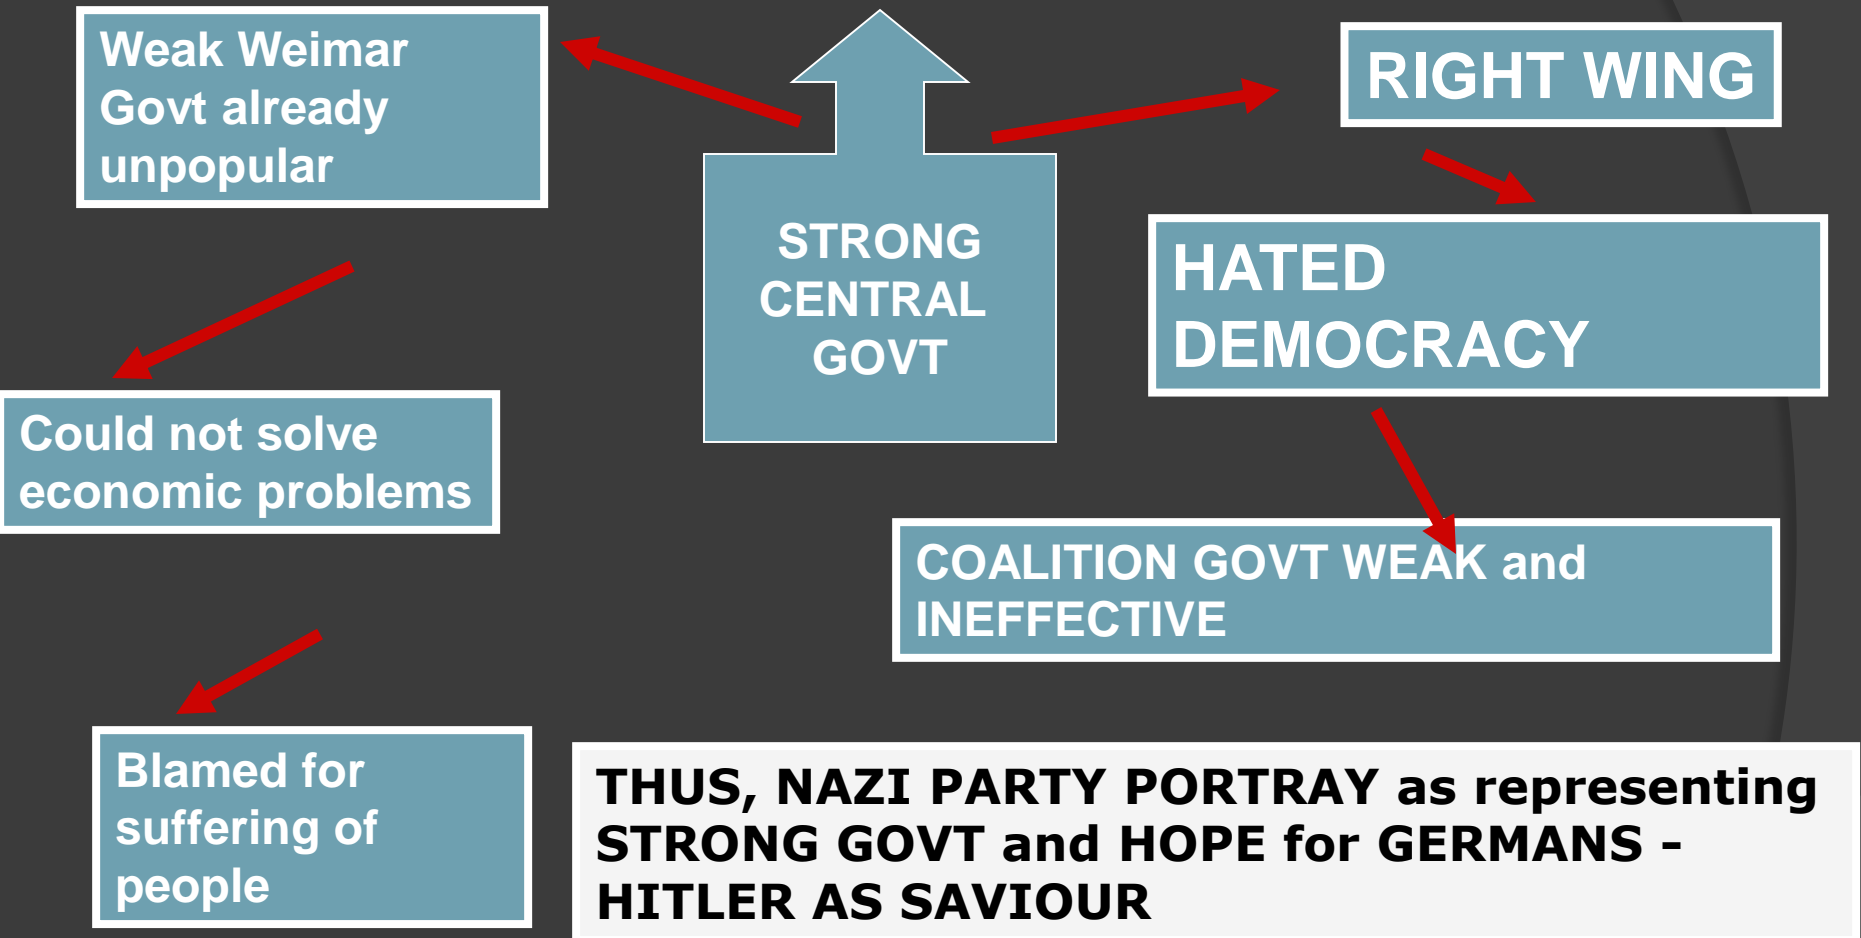 Weak Weimar
Govt already
unpopular
STRONG
CENTRAL
GOVT
RIGHT WING
HATED
DEMOCRACY
Could not solve
economic problems
COALITION GOVT WEAK and
INEFFECTIVE
Blamed for
suffering of
people
THUS, NAZI PARTY PORTRAY as representing
STRONG GOVT and HOPE for GERMANS –
HITLER AS SAVIOUR